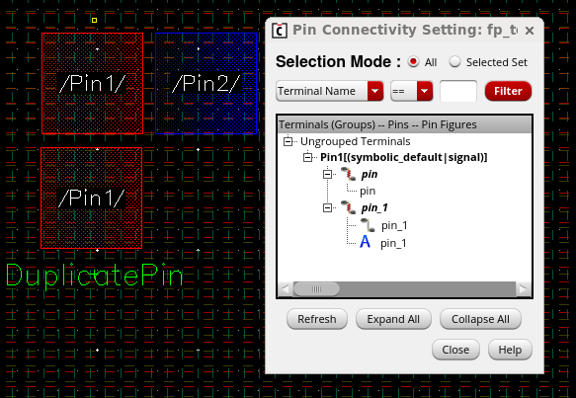 /Pin1/
/Pin2/
/Pin1/
DuplicatePin
Pin Connectivity Setting: fp_t
Selection Mode :
All
Selected Set
Terminal Name
==
Filter
Terminals (Groups) -- Pins -- Pin Figures
Ungrouped Terminals
Pin1[(symbolic_default|signal)]
pin
pin
pin_1
pin_1
A pin_1
Refresh
Expand All
Collapse All
Close
Help